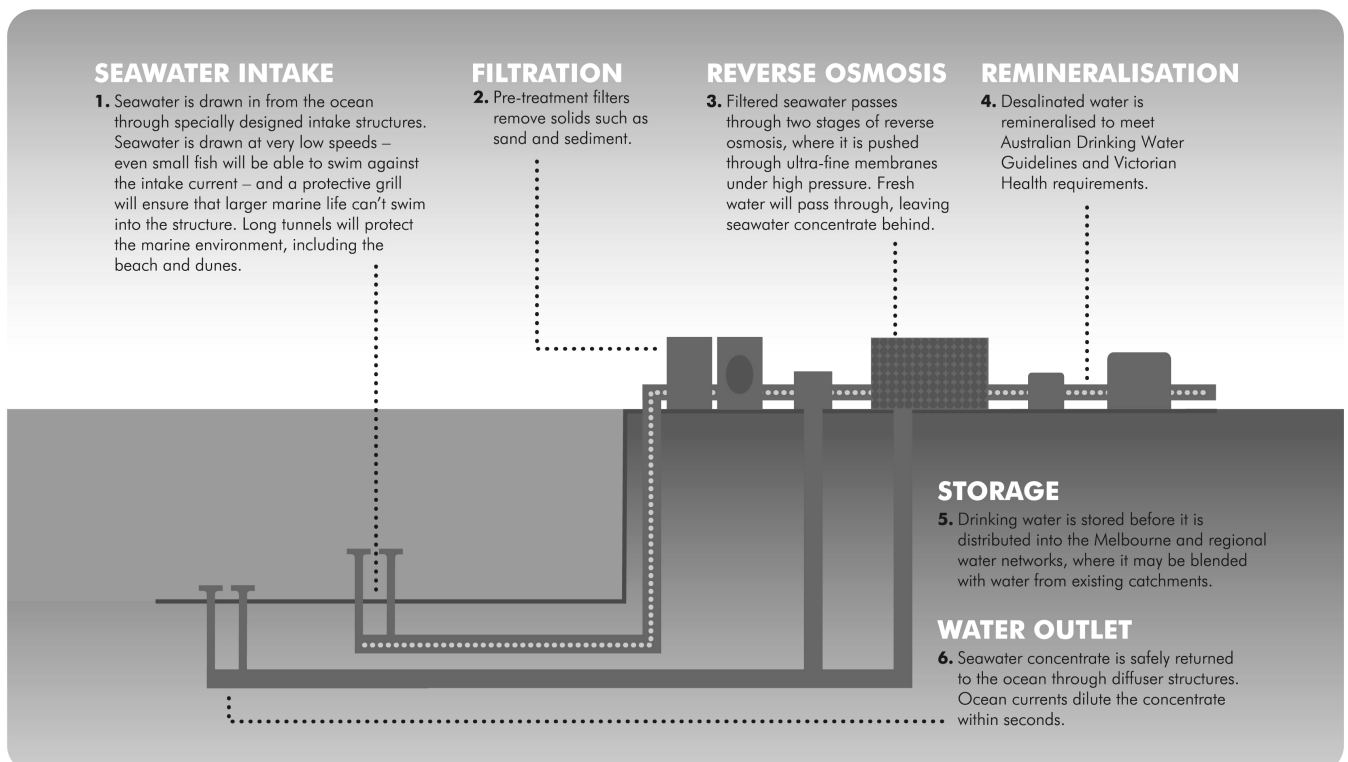 SEAWATER INTAKE
1. Seawater is drawn in from the ocean
through specially designed intake structures.
Seawater is drawn at very low speeds –
even small fish will be able to swim against
the intake current – and a protective grill
will ensure that larger marine life can't swim
into the structure. Long tunnels will protect
the marine environment, including the
beach and dunes.
FILTRATION
2. Pre-treatment filters
remove solids such as
sand and sediment.
REVERSE OSMOSIS
3. Filtered seawater passes
through two stages of reverse
osmosis, where it is pushed
through ultra-fine membranes
under high pressure. Fresh
water will pass through, leaving
seawater concentrate behind.
REMINERALISATION
4. Desalinated water is
remineralised to meet
Australian Drinking Water
Guidelines and Victorian
Health requirements.
STORAGE
5. Drinking water is stored before it is
distributed into the Melbourne and regional
water networks, where it may be blended
with water from existing catchments.
WATER OUTLET
6. Seawater concentrate is safely returned
to the ocean through diffuser structures.
Ocean currents dilute the concentrate
within seconds.